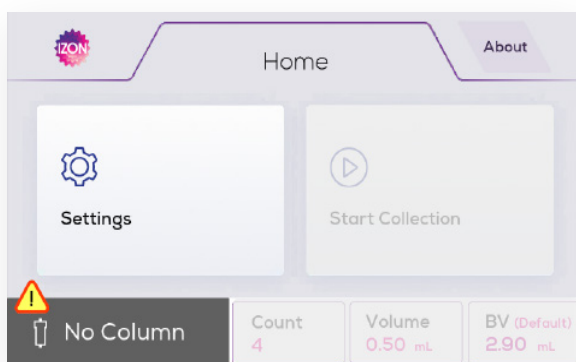 IZON
Home
About
Settings
Start Collection
No Column
Count
4
Volume
0.50 mL
BV (Default)
2.90 mL